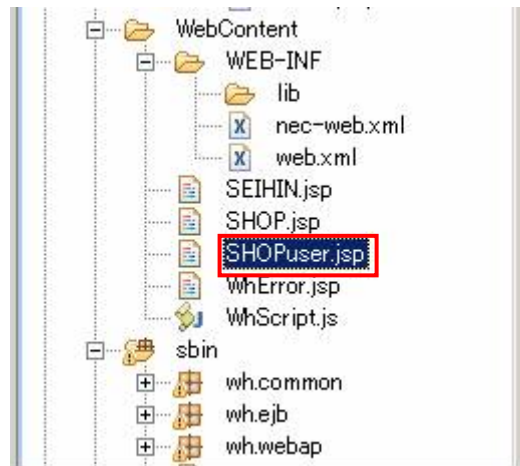 WebContent
WEB-INF
lib
nec-web.xml
web.xml
SEIHIN.jsp
SHOP.jsp
SHOPuser.jsp
WhError.jsp
WhScript.js
sbin
wh.common
wh.ejb
wh.webap